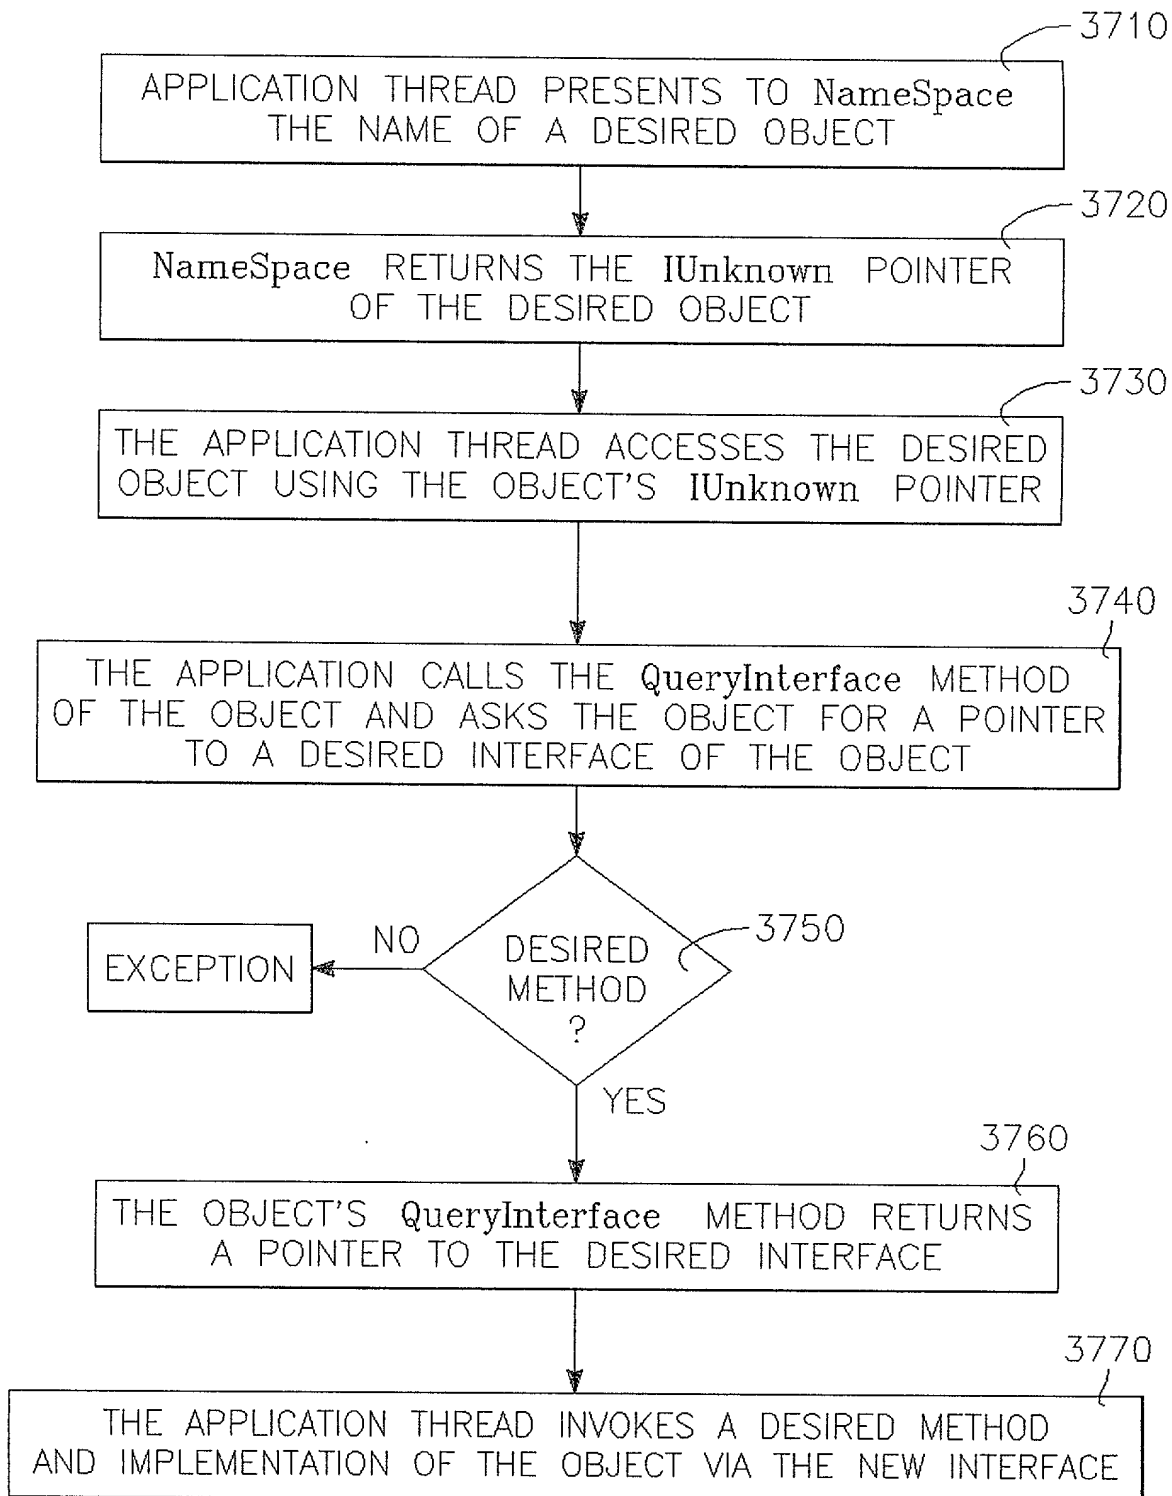 3710
APPLICATION THREAD PRESENTS TO NameSpace
THE NAME OF A DESIRED OBJECT
3720
NameSpace RETURNS THE IUnknown POINTER
OF THE DESIRED OBJECT
3730
THE APPLICATION THREAD ACCESSES THE DESIRED
OBJECT USING THE OBJECT'S IUnknown POINTER
3740
THE APPLICATION CALLS THE QueryInterface METHOD
OF THE OBJECT AND ASKS THE OBJECT FOR A POINTER
TO A DESIRED INTERFACE OF THE OBJECT
3750
NO
EXCEPTION
DESIRED
METHOD
?
YES
3760
THE OBJECT'S QueryInterface METHOD RETURNS
A POINTER TO THE DESIRED INTERFACE
3770
THE APPLICATION THREAD INVOKES A DESIRED METHOD
AND IMPLEMENTATION OF THE OBJECT VIA THE NEW INTERFACE